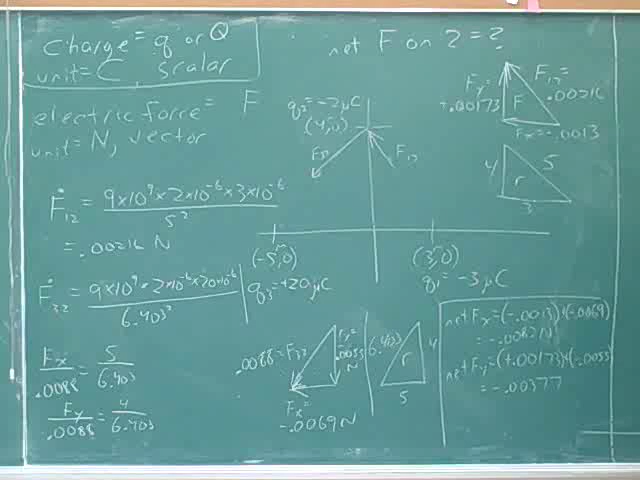 charge = q or Q
unit = C, scalar
electric force = F
unit = N, vector
F₁₂ = 9×10⁹ × 2×10⁻⁶ × 3×10⁻⁶ / 5²
= .00216 N
F₃₂ = 9×10⁹ × 2×10⁻⁶ × 20×10⁻⁶ / 6.403²
Fx / .0088 = 5 / 6.403
Fy / .0088 = 4 / 6.403
net F on 2 = ?
q₂ = -2μC
(4,0)
F₃₂
F₁₂
(-5,0)
(3,0)
q₃ = +20μC
q₁ = -3μC
.0088 = F₃₂
Fy = .0055 N
Fx = -.0069 N
6.403
r
4
5
Fy = +.00173
F
F₁₂ = .00216
Fx = -.0013
4
5
r
3
net Fx = (-.0013) + (-.0069)
= -.0082 N
net Fy = (+.00173) + (-.0055)
= -.00377